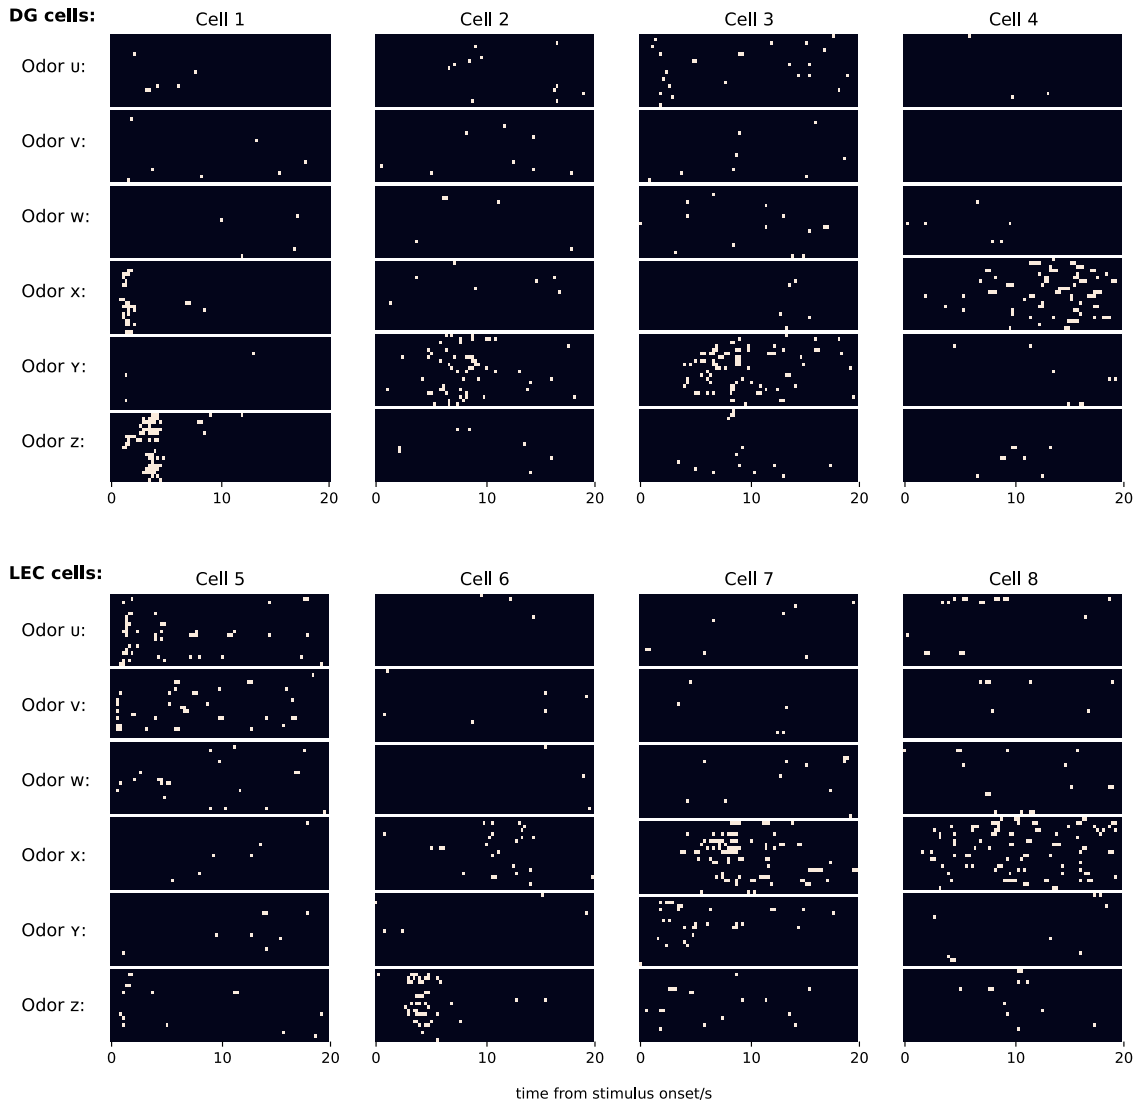 DG cells:
Cell 1 Cell 2 Cell 3 Cell 4
Odor ᴜ:
Odor ᴠ:
Odor ᴡ:
Odor x:
Odor ʏ:
Odor ᴢ:
0 10 20 0 10 20 0 10 20 0 10 20
LEC cells:
Cell 5 Cell 6 Cell 7 Cell 8
Odor ᴜ:
Odor ᴠ:
Odor ᴡ:
Odor x:
Odor ʏ:
Odor ᴢ:
0 10 20 0 10 20 0 10 20 0 10 20
time from stimulus onset/s